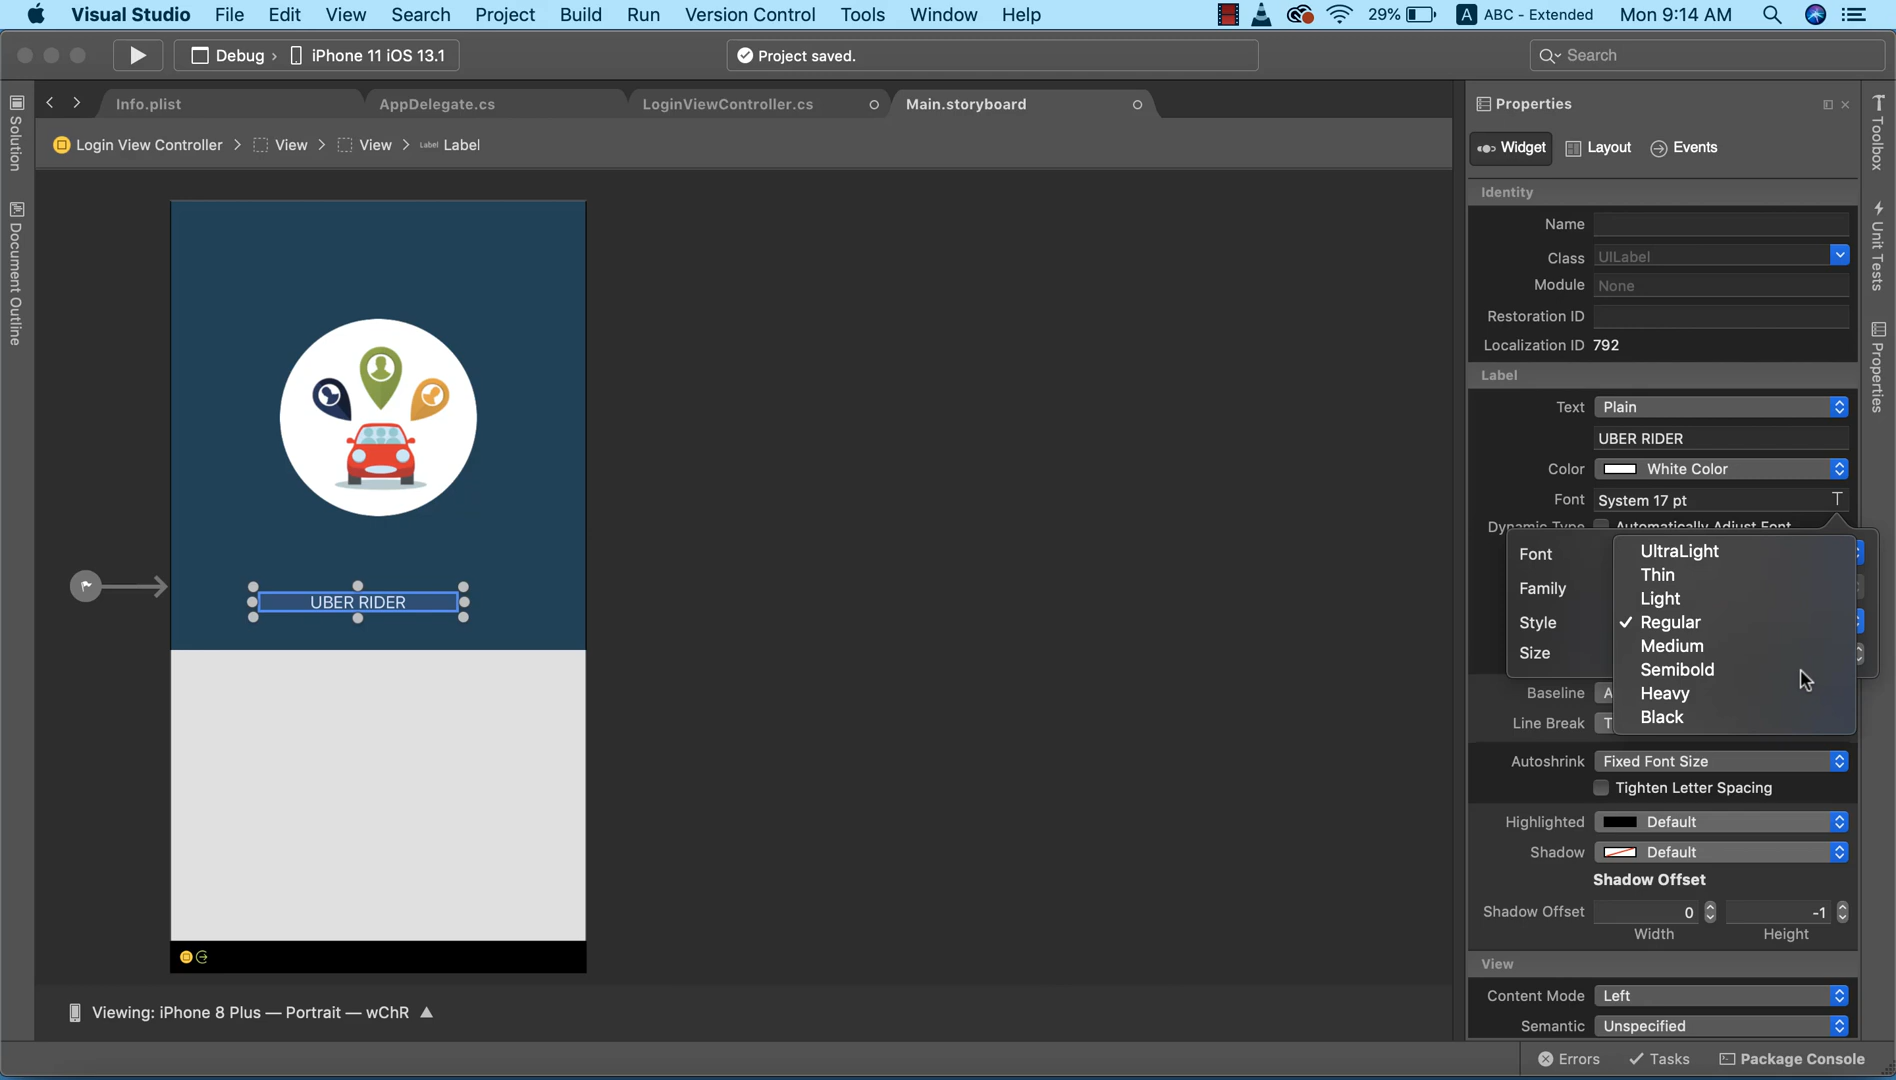 Visual Studio File Edit View Search Project Build Run Version Control Tools Window Help 29% A ABC - Extended Mon 9:14 AM
Debug › iPhone 11 iOS 13.1
Project saved.
Search
Solution
Document Outline
Info.plist
AppDelegate.cs
LoginViewController.cs
Main.storyboard
Login View Controller > View > View > Label Label
UBER RIDER
Viewing: iPhone 8 Plus — Portrait — wChR
Properties
Widget Layout Events
Identity
Name
Class UILabel
Module None
Restoration ID
Localization ID 792
Label
Text Plain
UBER RIDER
Color White Color
Font System 17 pt
Dynamic Type Automatically Adjust Font
Font
Family
Style
Size
UltraLight
Thin
Light
Regular
Medium
Semibold
Heavy
Black
Baseline A
Line Break T
Autoshrink Fixed Font Size
Tighten Letter Spacing
Highlighted Default
Shadow Default
Shadow Offset
Shadow Offset 0 -1
Width Height
View
Content Mode Left
Semantic Unspecified
Toolbox
Unit Tests
Properties
Errors Tasks Package Console